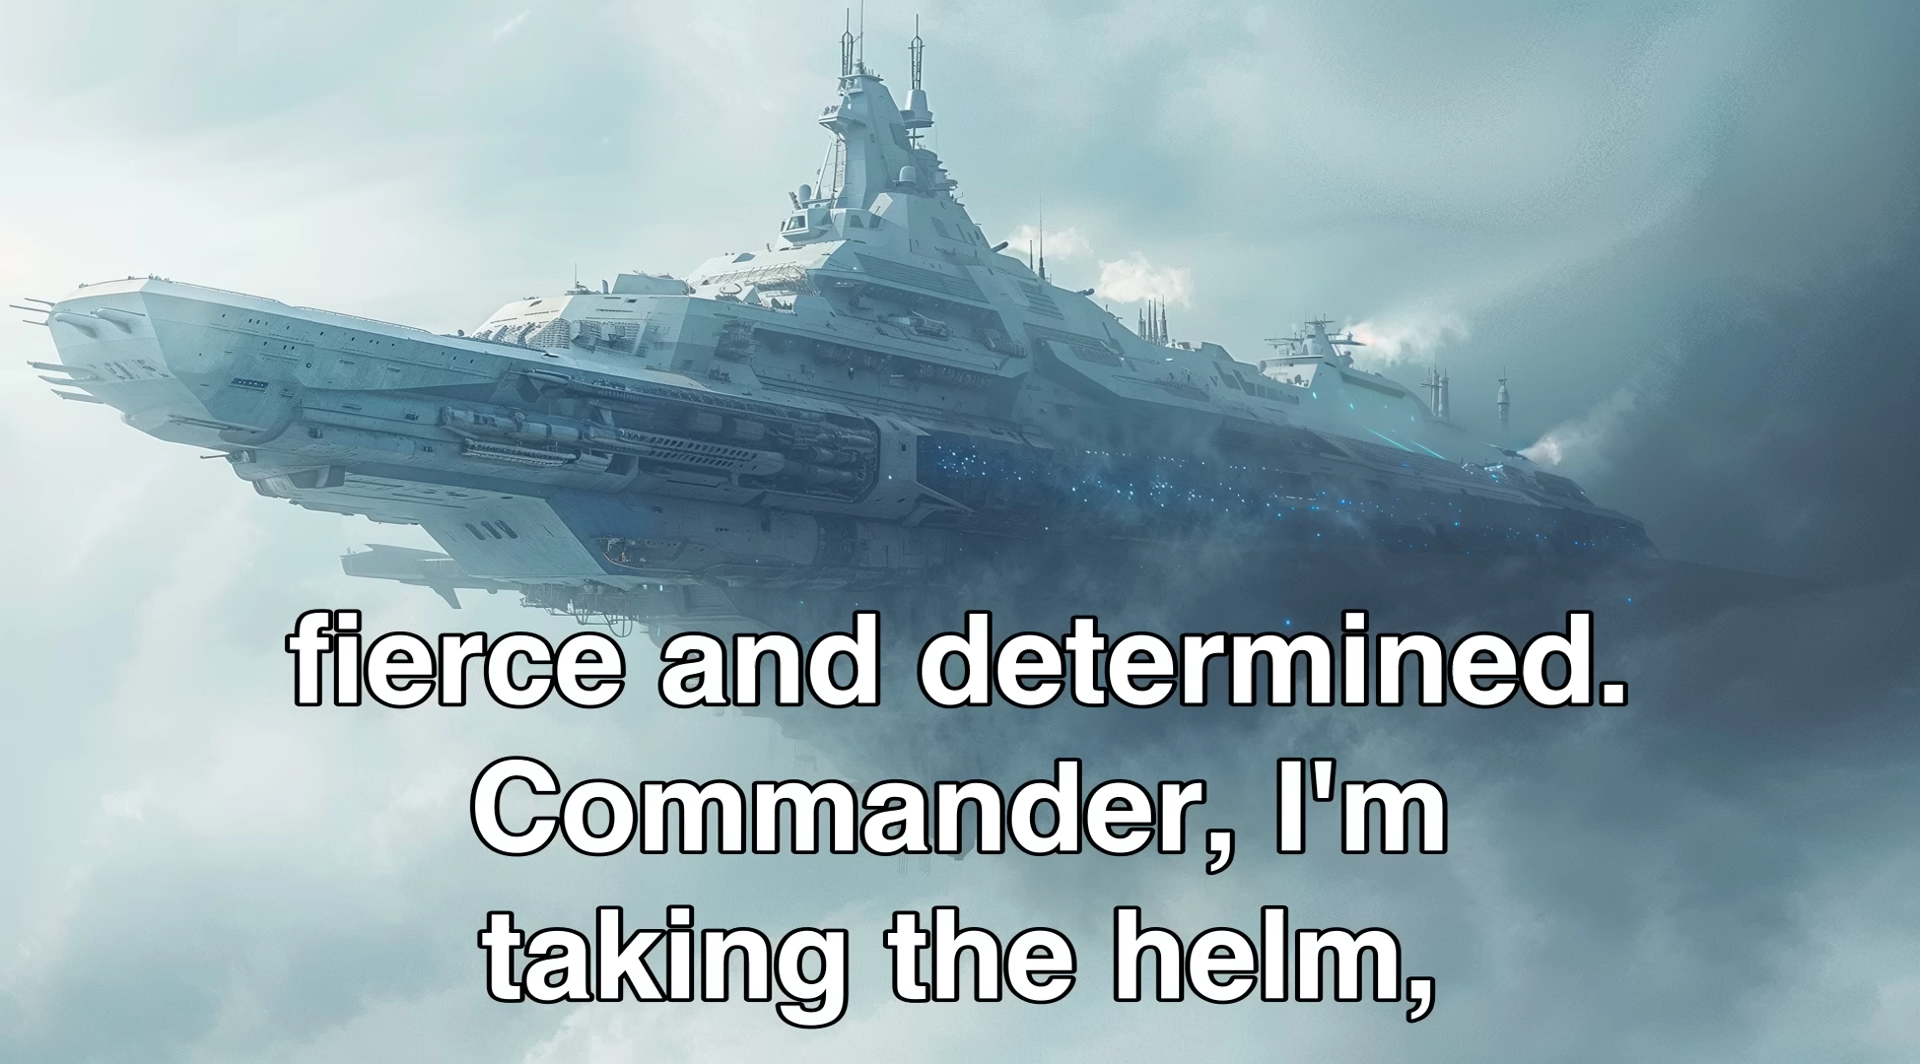 fierce and determined.
Commander, I'm
taking the helm,